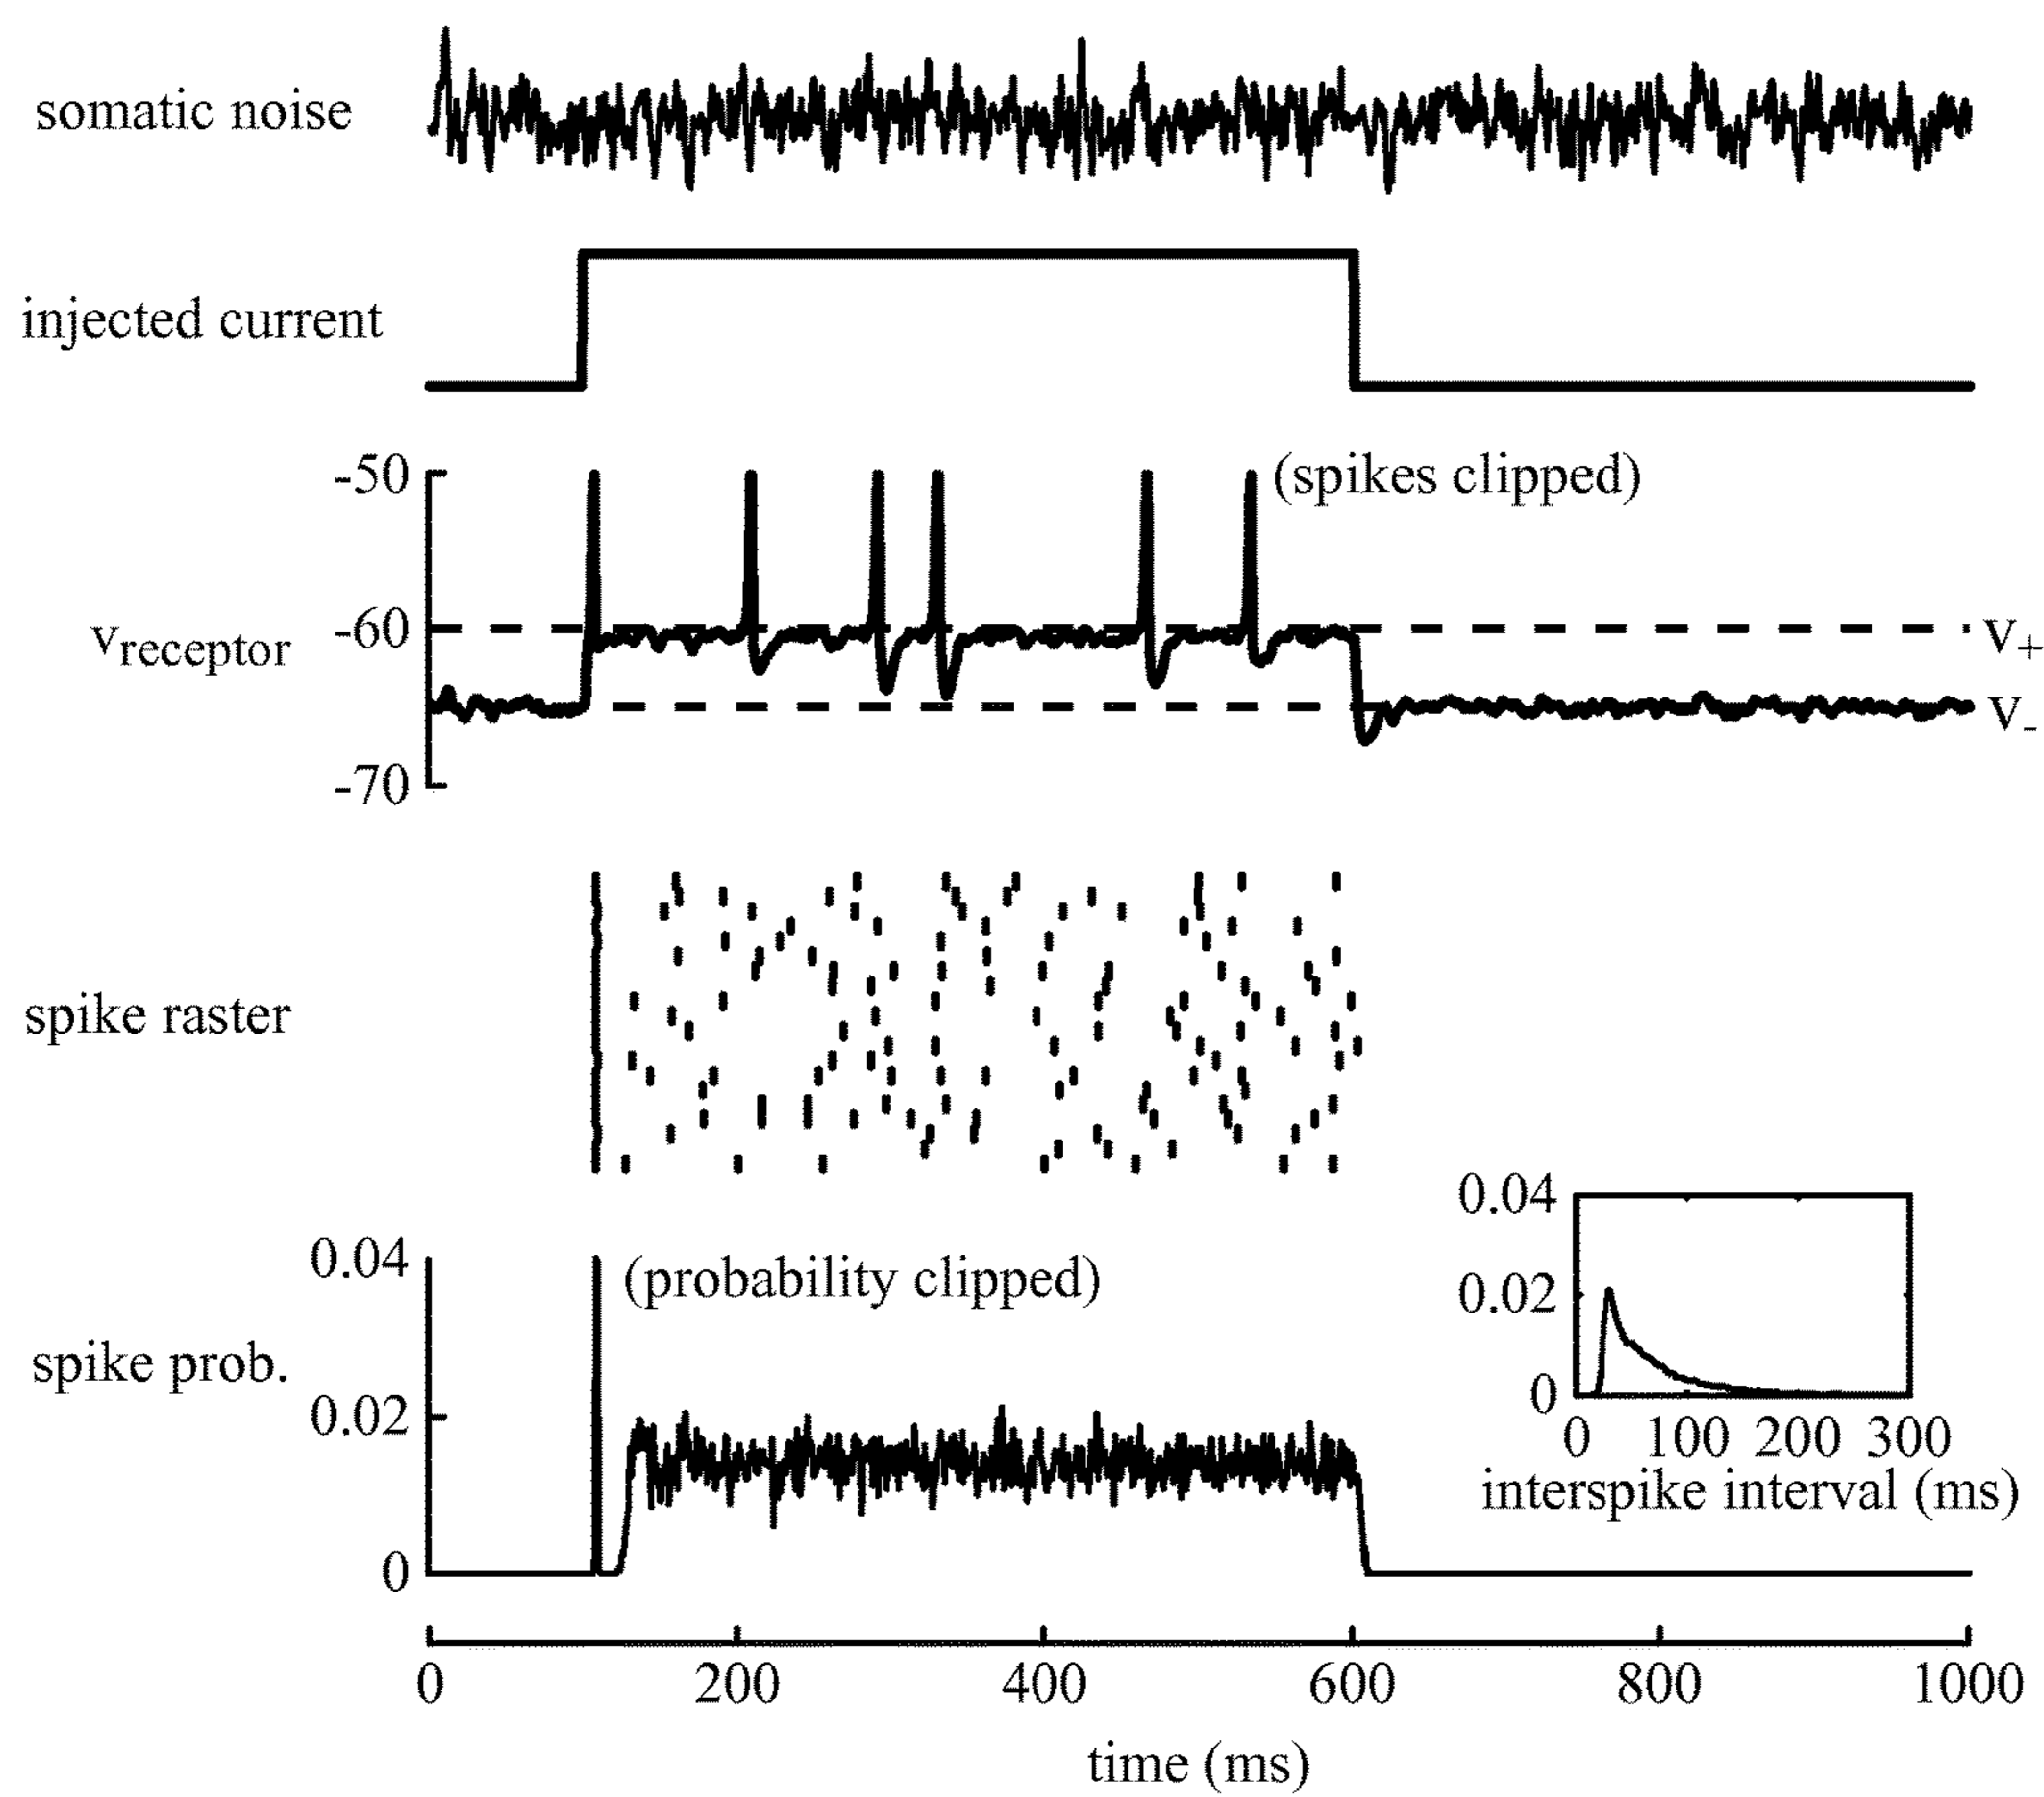 somatic noise
injected current
-50
(spikes clipped)
vreceptor
-60
V+
V-
-70
spike raster
0.04
0.02
0
0 100 200 300
interspike interval (ms)
0.04
(probability clipped)
spike prob.
0.02
0
0 200 400 600 800 1000
time (ms)